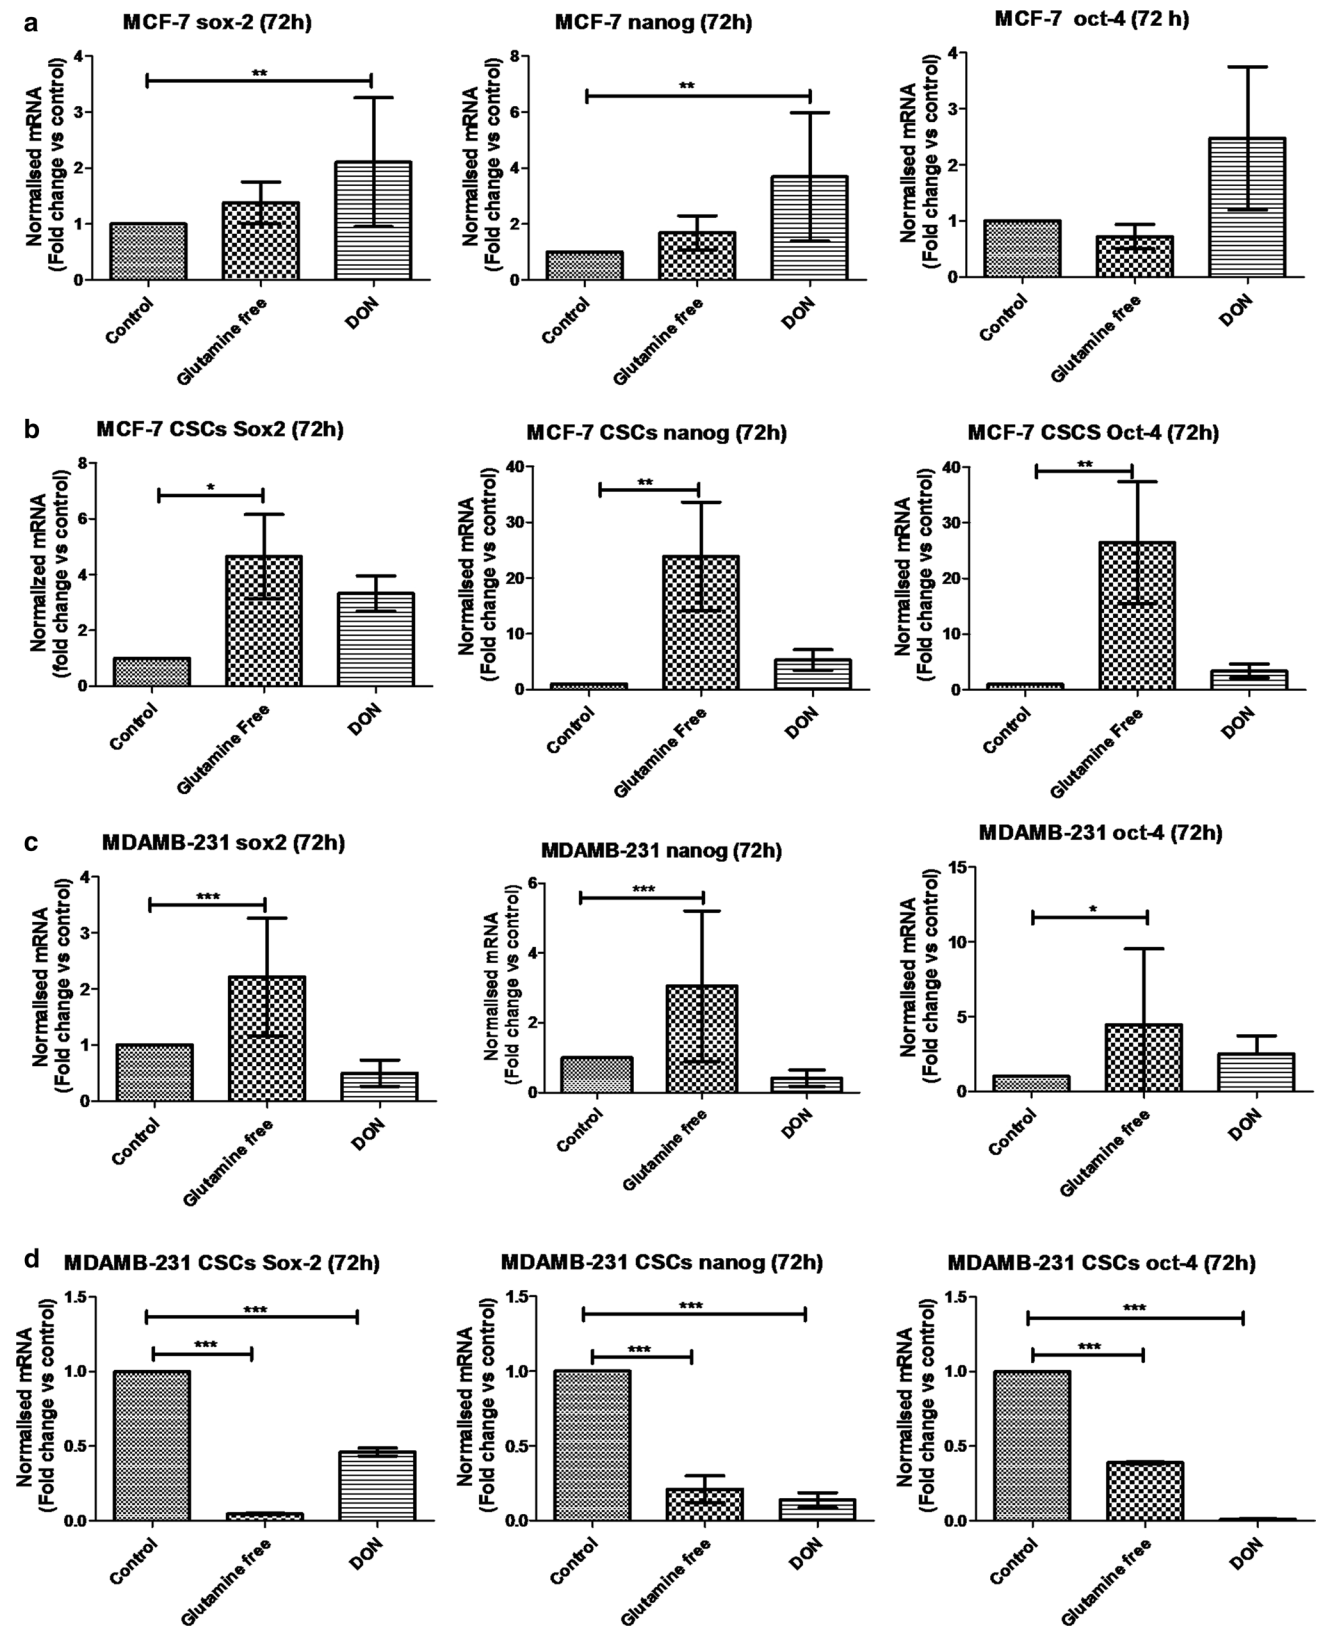 a
MCF-7 sox-2 (72h)
Normalised mRNA
(Fold change vs control)
4
3
2
1
0
**
Control
Glutamine free
DON
MCF-7 nanog (72h)
Normalised mRNA
(Fold change vs control)
8
6
4
2
0
**
Control
Glutamine free
DON
MCF-7 oct-4 (72 h)
Normalised mRNA
(Fold change vs control)
4
3
2
1
0
Control
Glutamine free
DON
b
MCF-7 CSCs Sox2 (72h)
Normalized mRNA
(fold change vs control)
8
6
4
2
0
*
Control
Glutamine Free
DON
MCF-7 CSCs nanog (72h)
Normalised mRNA
(Fold change vs control)
40
30
20
10
0
**
Control
Glutamine Free
DON
MCF-7 CSCS Oct-4 (72h)
Normalised mRNA
(Fold change vs control)
40
30
20
10
0
**
Control
Glutamine Free
DON
c
MDAMB-231 sox2 (72h)
Normalised mRNA
(Fold change vs control)
4
3
2
1
0
***
Control
Glutamine free
DON
MDAMB-231 nanog (72h)
Normalised mRNA
(Fold change vs control)
6
4
2
0
***
Control
Glutamine free
DON
MDAMB-231 oct-4 (72h)
Normalised mRNA
(Fold change vs control)
15
10
5
0
*
Control
Glutamine free
DON
d
MDAMB-231 CSCs Sox-2 (72h)
Normalised mRNA
(Fold change vs control)
1.5
1.0
0.5
0.0
***
***
Control
Glutamine free
DON
MDAMB-231 CSCs nanog (72h)
Normalised mRNA
(Fold change vs control)
1.5
1.0
0.5
0.0
***
***
Control
Glutamine free
DON
MDAMB-231 CSCs oct-4 (72h)
Normalised mRNA
(Fold change vs control)
1.5
1.0
0.5
0.0
***
***
Control
Glutamine free
DON